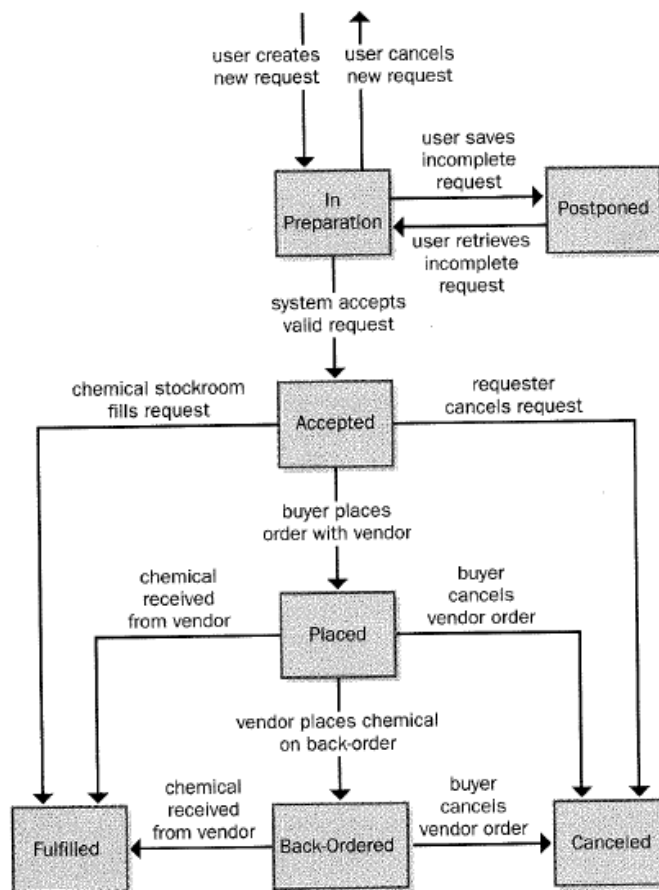 user creates
new request
user cancels
new request
user saves
incomplete
request
In
Preparation
Postponed
user retrieves
incomplete
request
system accepts
valid request
chemical stockroom
fills request
requester
cancels request
Accepted
buyer places
order with vendor
chemical
received
from vendor
buyer
cancels
vendor order
Placed
vendor places chemical
on back-order
chemical
received
from vendor
buyer
cancels
vendor order
Fulfilled
Back-Ordered
Canceled